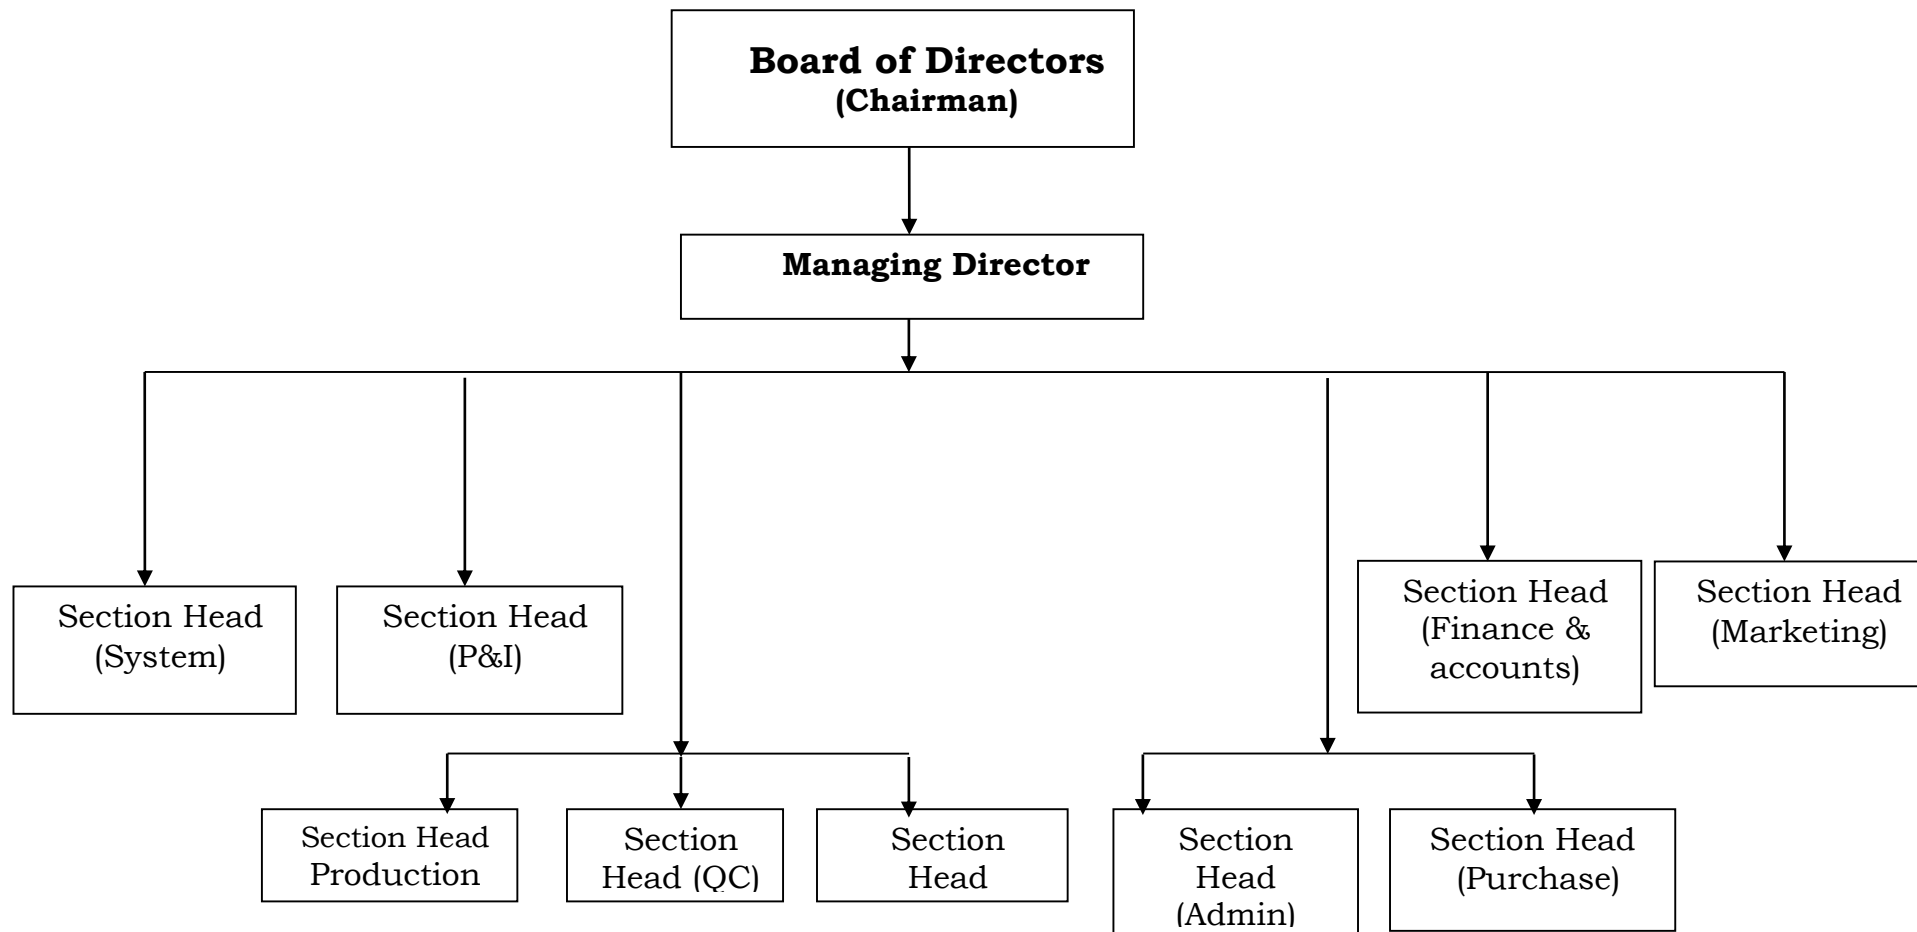 Board of Directors
(Chairman)
Managing Director
Section Head
(System)
Section Head
(P&I)
Section Head
(Finance &
accounts)
Section Head
(Marketing)
Section Head
Production
Section
Head (QC)
Section
Head
Section
Head
(Admin)
Section Head
(Purchase)